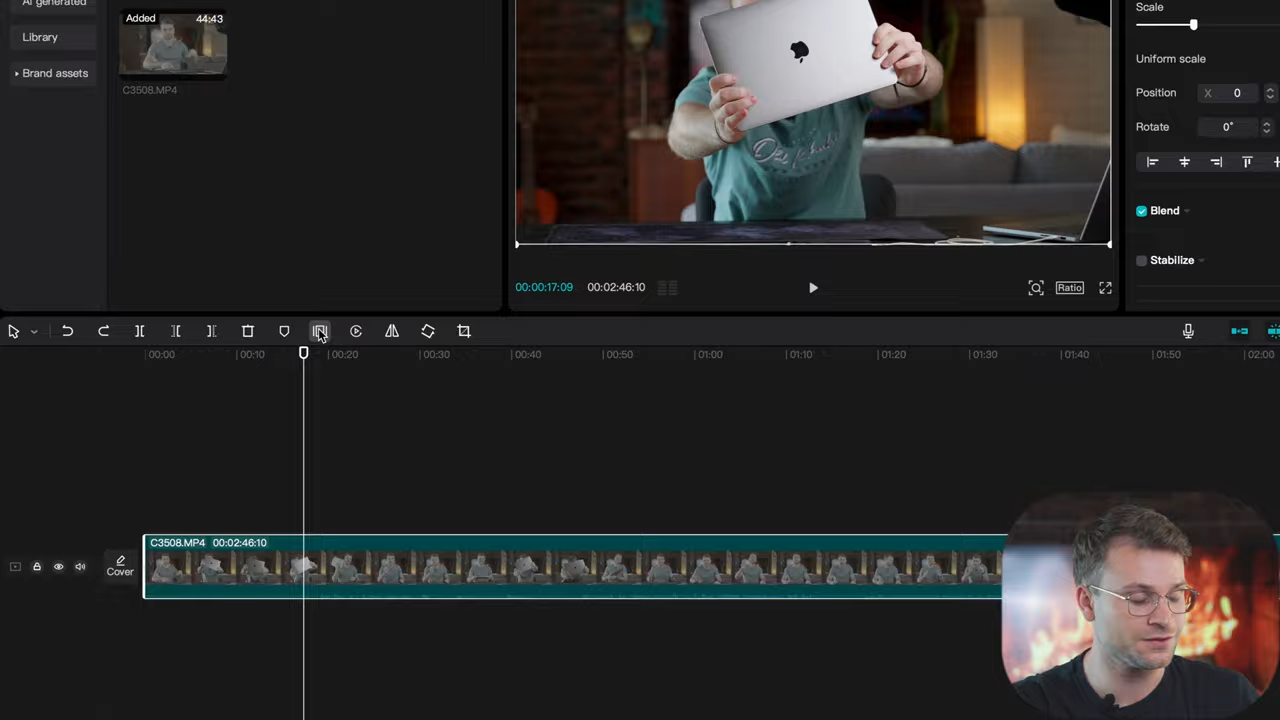 AI generated
Library
Brand assets
Added 44:43
C3508.MP4
Scale
Uniform scale
Position X 0
Rotate 0°
Blend
Stabilize
00:00:17:09 00:02:46:10
Ratio
00:00 00:10 00:20 00:30 00:40 00:50 01:00 01:10 01:20 01:30 01:40 01:50 02:00
C3508.MP4 00:02:46:10
Cover